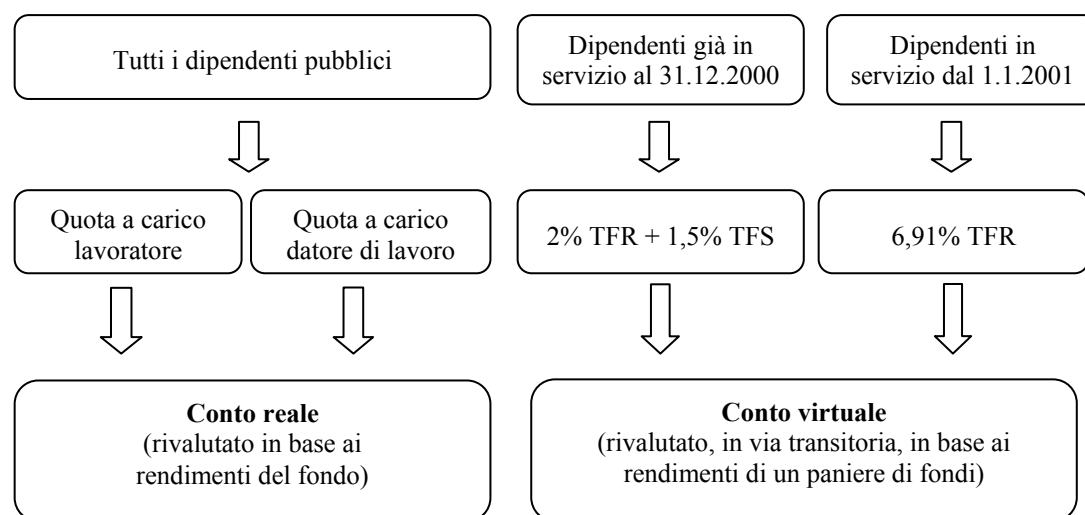 Tutti i dipendenti pubblici
Dipendenti già in
servizio al 31.12.2000
Dipendenti in
servizio dal 1.1.2001
Quota a carico
lavoratore
Quota a carico
datore di lavoro
2% TFR + 1,5% TFS
6,91% TFR
Conto reale
(rivalutato in base ai
rendimenti del fondo)
Conto virtuale
(rivalutato, in via transitoria, in base ai
rendimenti di un paniere di fondi)